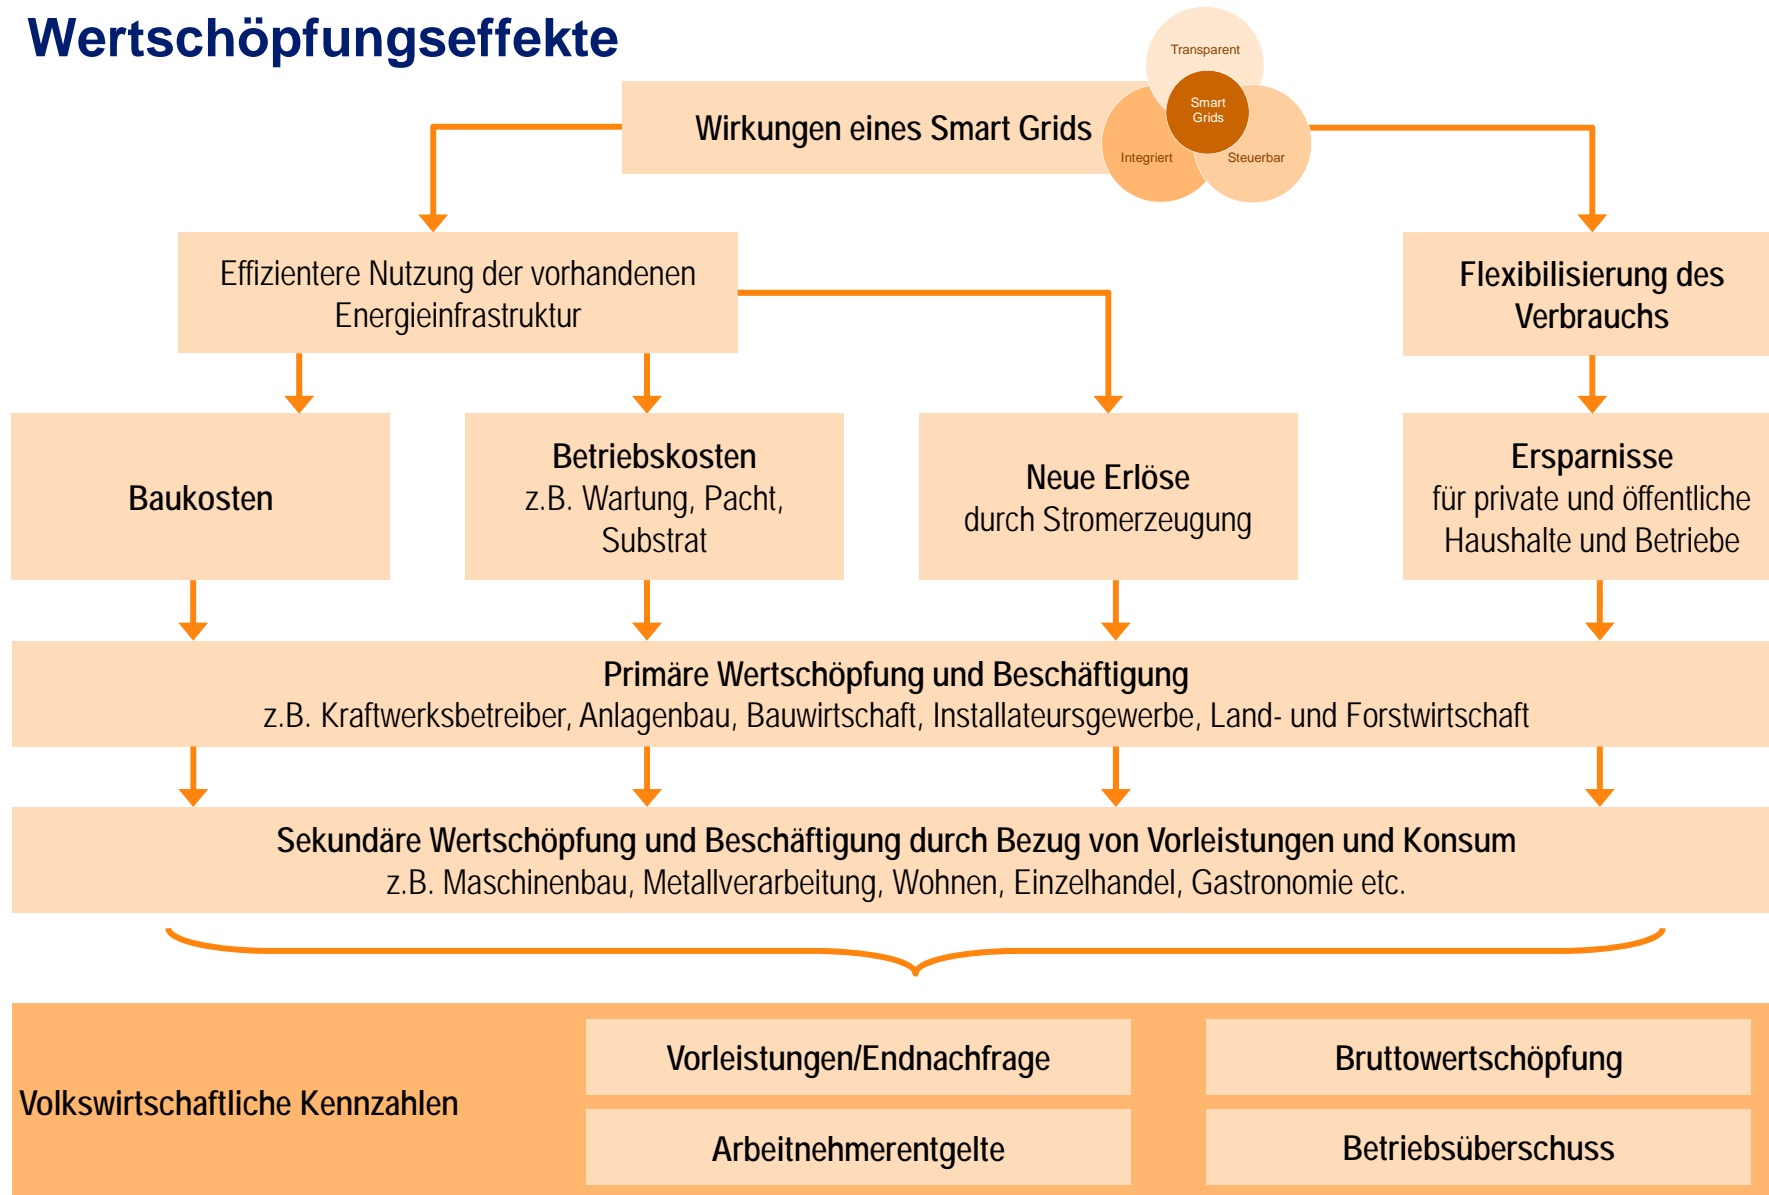 Wertschöpfungseffekte
Transparent
Smart
Grids
Integriert
Steuerbar
Wirkungen eines Smart Grids
Effizientere Nutzung der vorhandenen
Energieinfrastruktur
Flexibilisierung des
Verbrauchs
Baukosten
Betriebskosten
z.B. Wartung, Pacht,
Substrat
Neue Erlöse
durch Stromerzeugung
Ersparnisse
für private und öffentliche
Haushalte und Betriebe
Primäre Wertschöpfung und Beschäftigung
z.B. Kraftwerksbetreiber, Anlagenbau, Bauwirtschaft, Installateursgewerbe, Land- und Forstwirtschaft
Sekundäre Wertschöpfung und Beschäftigung durch Bezug von Vorleistungen und Konsum
z.B. Maschinenbau, Metallverarbeitung, Wohnen, Einzelhandel, Gastronomie etc.
Volkswirtschaftliche Kennzahlen
Vorleistungen/Endnachfrage
Bruttowertschöpfung
Arbeitnehmerentgelte
Betriebsüberschuss